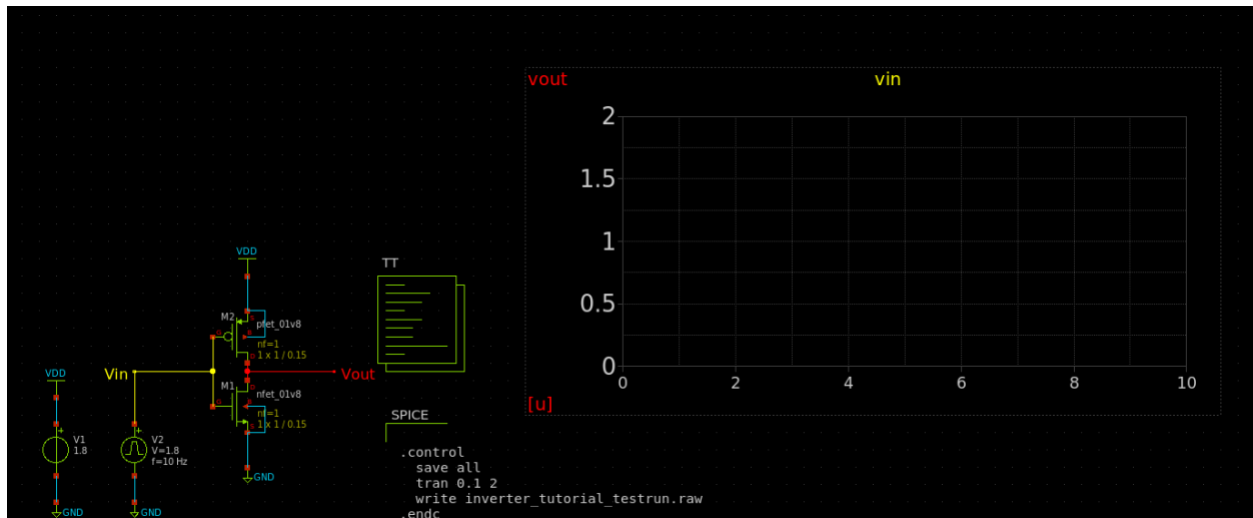 vout
vin
2
1.5
1
0.5
0
0 2 4 6 8 10
[u]
VDD
M2
pfet_01v8
nf=1
1 x 1 / 0.15
Vin
Vout
M1
nfet_01v8
nf=1
1 x 1 / 0.15
GND
VDD
V1
1.8
GND
V2
V=1.8
f=10 Hz
GND
TT
SPICE
.control
save all
tran 0.1 2
write inverter_tutorial_testrun.raw
.endc